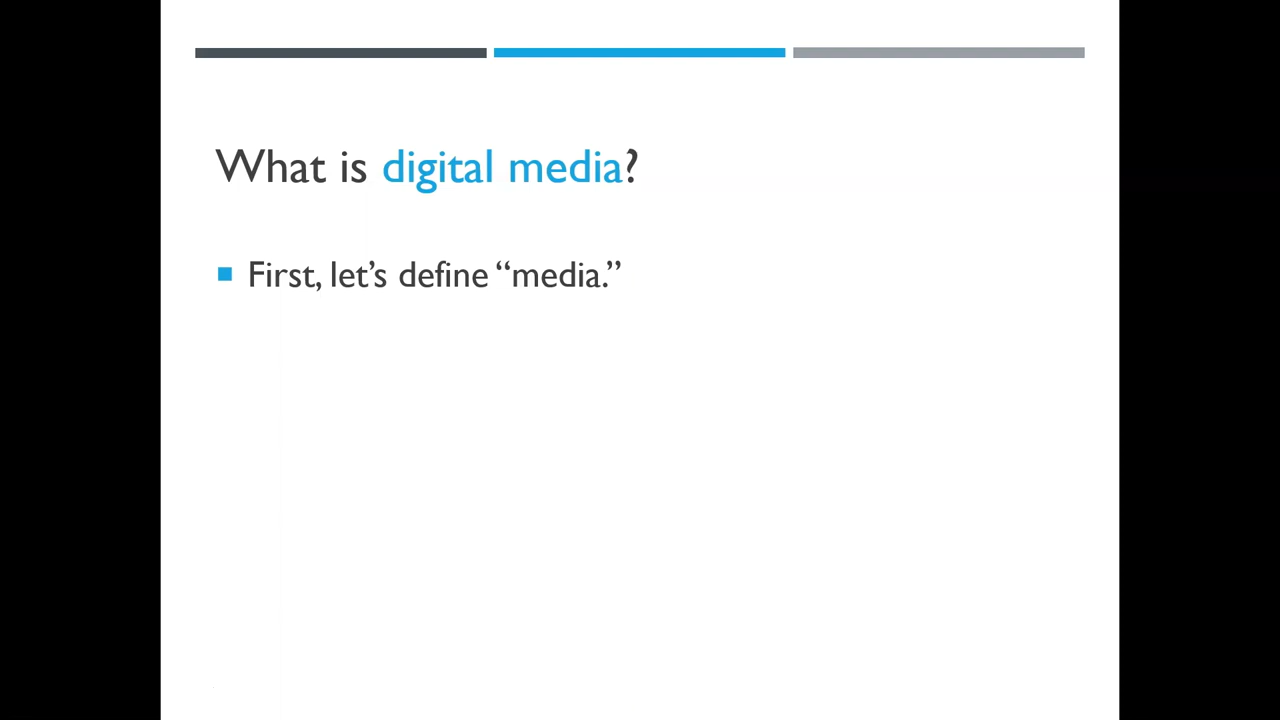 What is digital media?
First, let’s define “media.”